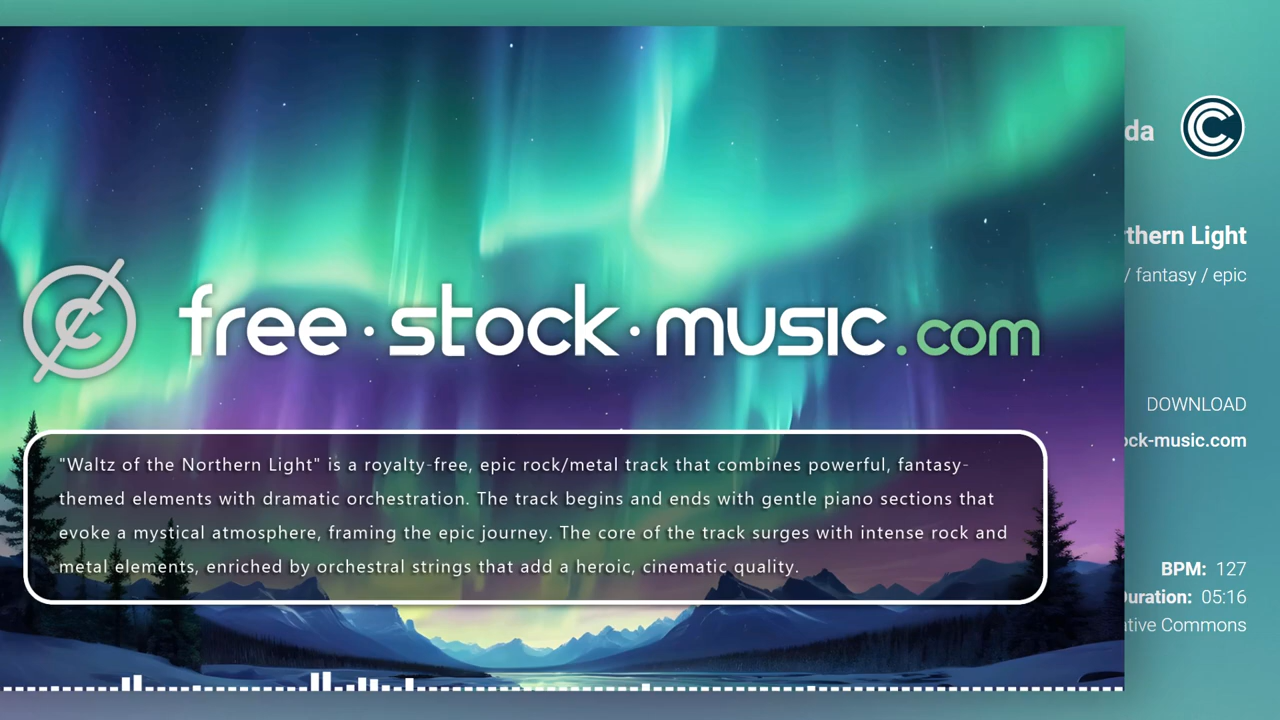 da
thern Light
/ fantasy / epic
free·stock·music.com
DOWNLOAD
ock-music.com
"Waltz of the Northern Light" is a royalty-free, epic rock/metal track that combines powerful, fantasy-
themed elements with dramatic orchestration. The track begins and ends with gentle piano sections that
evoke a mystical atmosphere, framing the epic journey. The core of the track surges with intense rock and
metal elements, enriched by orchestral strings that add a heroic, cinematic quality.
BPM: 127
Duration: 05:16
ative Commons